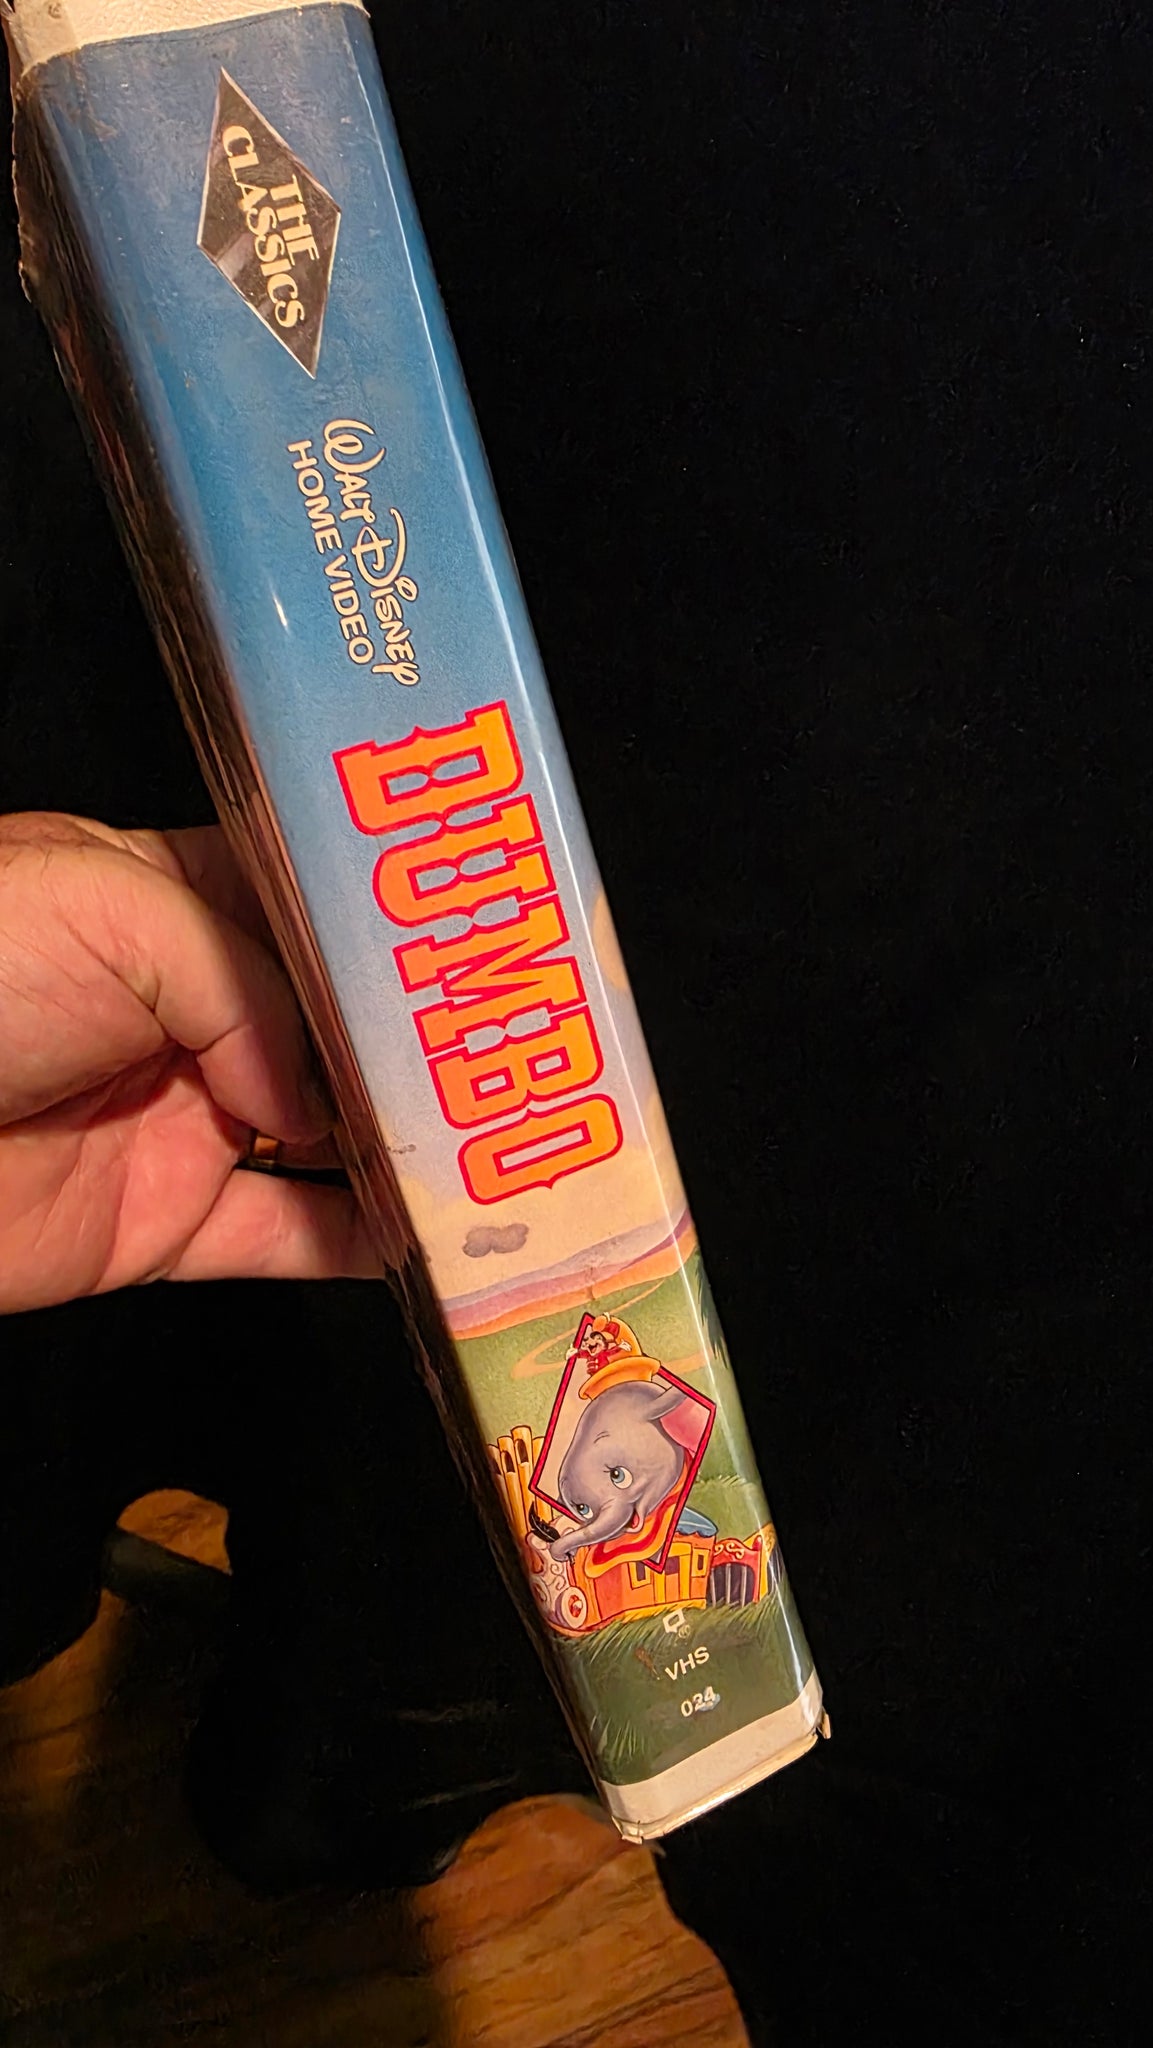 THE
CLASSICS
WALT DISNEY
HOME VIDEO
DUMBO
VHS
024